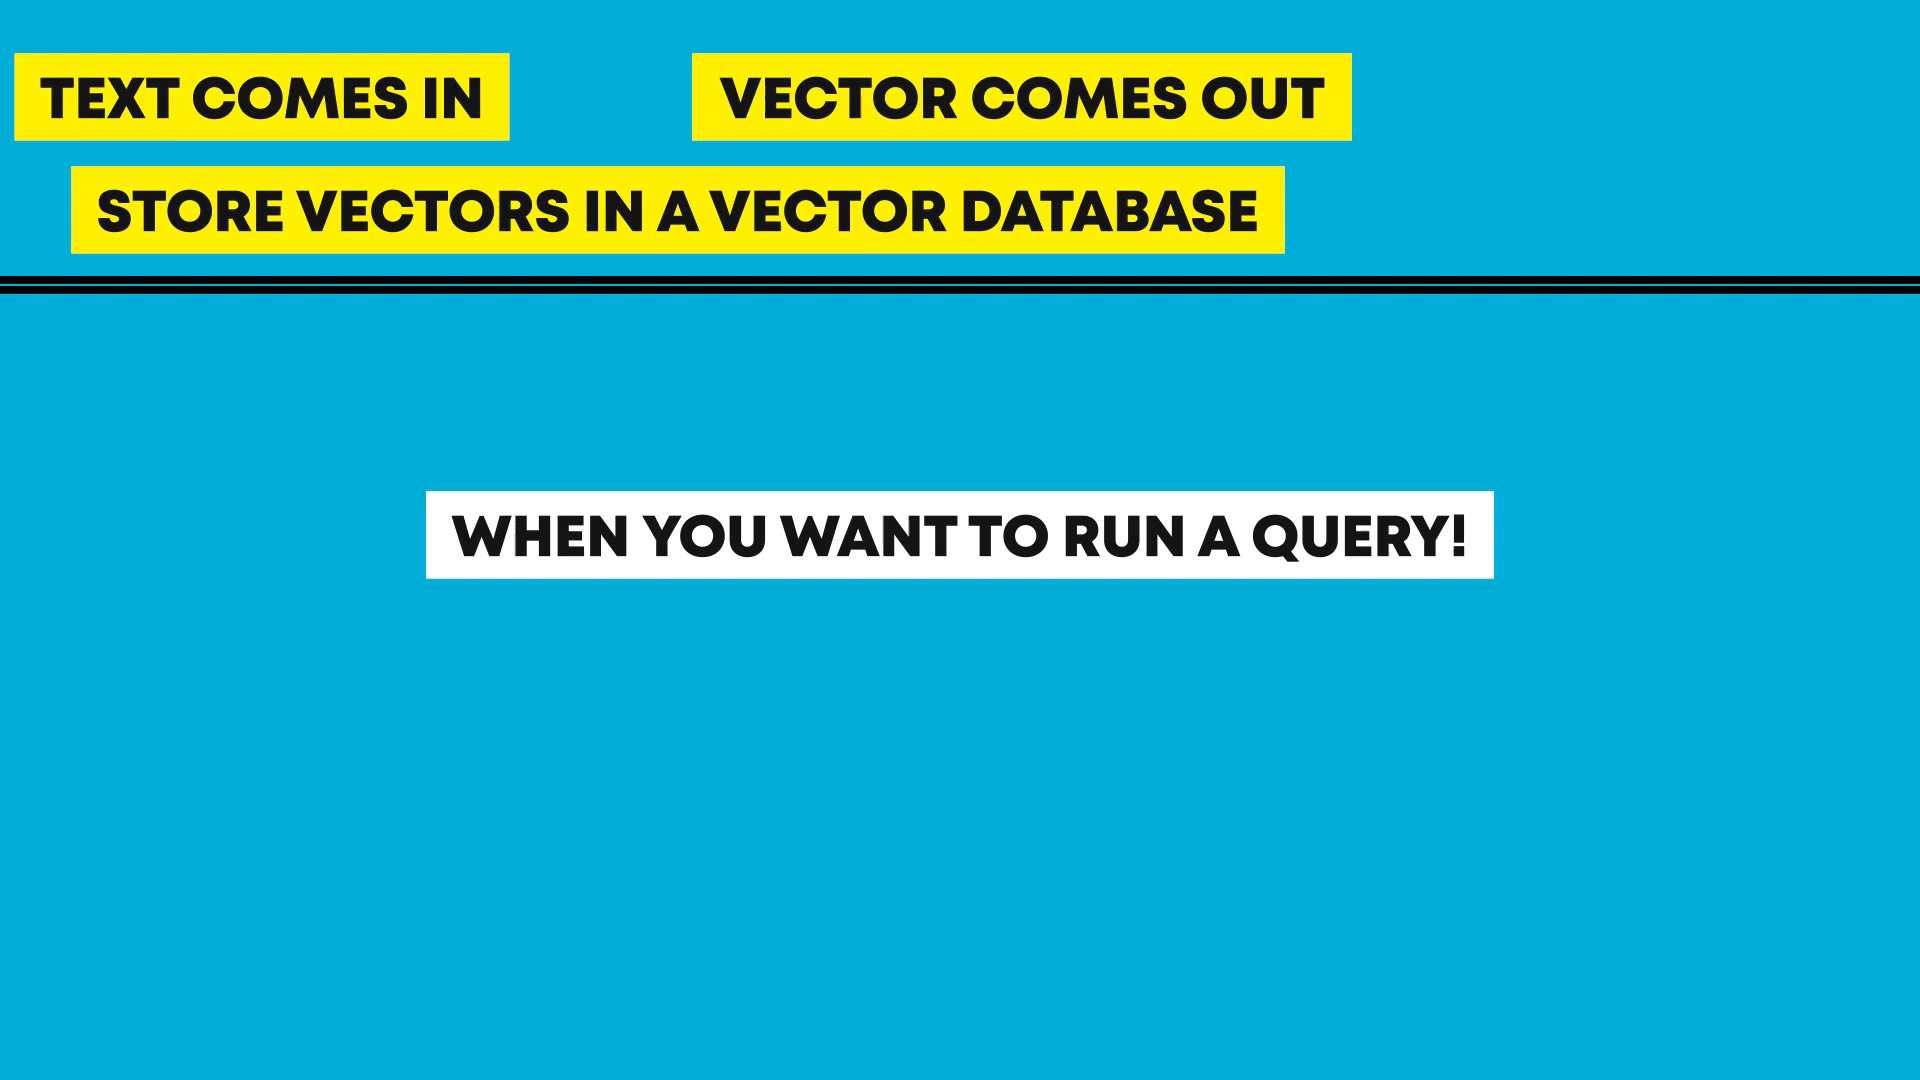 TEXT COMES IN
VECTOR COMES OUT
STORE VECTORS IN A VECTOR DATABASE
WHEN YOU WANT TO RUN A QUERY!